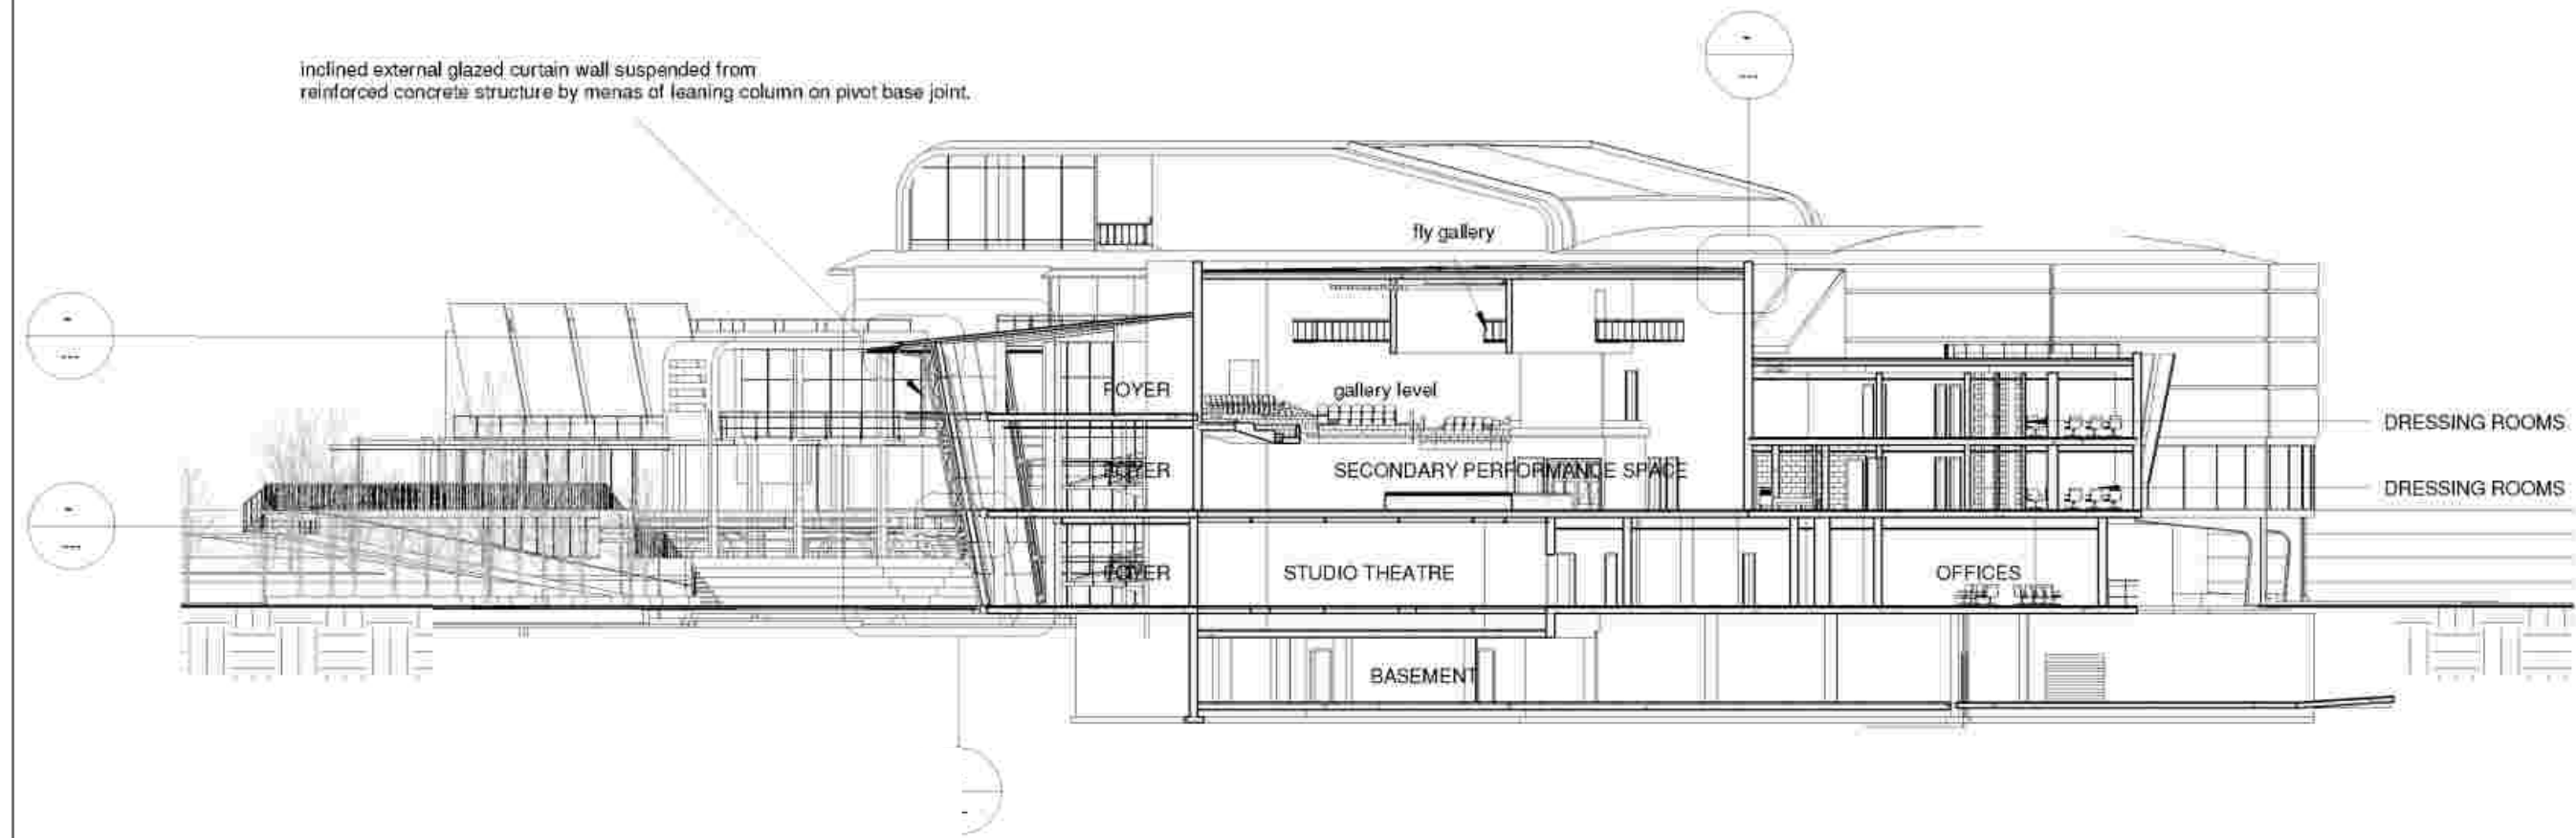 inclined external glazed curtain wall suspended from
reinforced concrete structure by menas of leaning column on pivot base joint.
fly gallery
FOYER
gallery level
DRESSING ROOMS
FOYER
SECONDARY PERFORMANCE SPACE
DRESSING ROOMS
FOYER
STUDIO THEATRE
OFFICES
BASEMENT